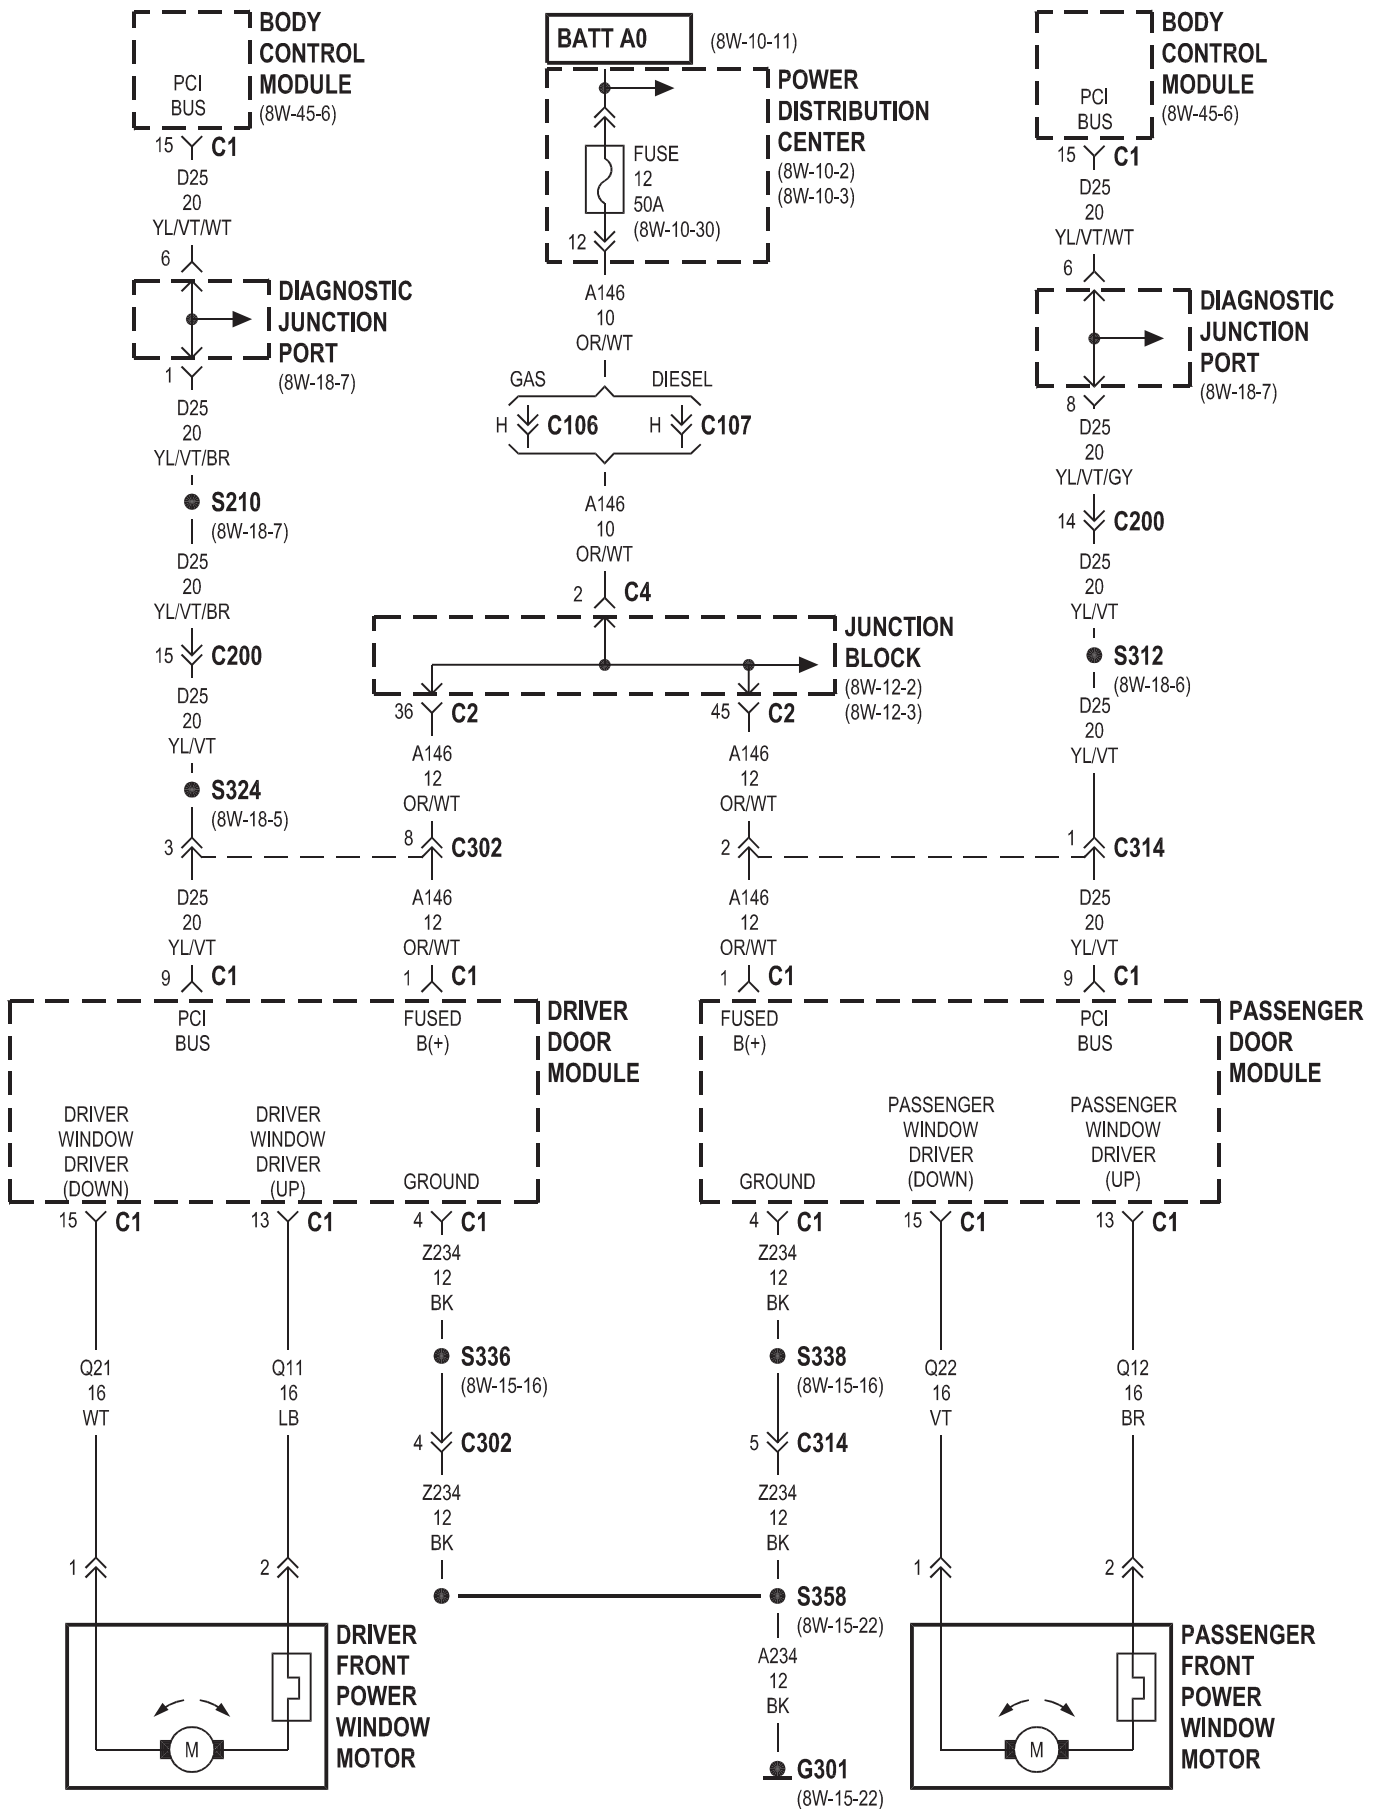 BODY
CONTROL
MODULE
(8W-45-6)
PCI
BUS
15
C1
D25
20
YL/VT/WT
6
DIAGNOSTIC
JUNCTION
PORT
(8W-18-7)
1
D25
20
YL/VT/BR
S210
(8W-18-7)
D25
20
YL/VT/BR
15
C200
D25
20
YL/VT
S324
(8W-18-5)
3
D25
20
YL/VT
9
C1
BATT A0
(8W-10-11)
POWER
DISTRIBUTION
CENTER
(8W-10-2)
(8W-10-3)
FUSE
12
50A
(8W-10-30)
12
A146
10
OR/WT
GAS
DIESEL
H
C106
H
C107
A146
10
OR/WT
2
C4
JUNCTION
BLOCK
(8W-12-2)
(8W-12-3)
36
C2
45
C2
A146
12
OR/WT
8
C302
A146
12
OR/WT
1
C1
A146
12
OR/WT
2
A146
12
OR/WT
1
C1
BODY
CONTROL
MODULE
(8W-45-6)
PCI
BUS
15
C1
D25
20
YL/VT/WT
6
DIAGNOSTIC
JUNCTION
PORT
(8W-18-7)
8
D25
20
YL/VT/GY
14
C200
D25
20
YL/VT
S312
(8W-18-6)
D25
20
YL/VT
1
C314
D25
20
YL/VT
9
C1
DRIVER
DOOR
MODULE
PCI
BUS
FUSED
B(+)
DRIVER
WINDOW
DRIVER
(DOWN)
DRIVER
WINDOW
DRIVER
(UP)
GROUND
15
C1
13
C1
4
C1
PASSENGER
DOOR
MODULE
FUSED
B(+)
PCI
BUS
GROUND
PASSENGER
WINDOW
DRIVER
(DOWN)
PASSENGER
WINDOW
DRIVER
(UP)
4
C1
15
C1
13
C1
Q21
16
WT
Q11
16
LB
Z234
12
BK
S336
(8W-15-16)
4
C302
Z234
12
BK
Z234
12
BK
S338
(8W-15-16)
5
C314
Z234
12
BK
S358
(8W-15-22)
A234
12
BK
G301
(8W-15-22)
Q22
16
VT
Q12
16
BR
1
2
DRIVER
FRONT
POWER
WINDOW
MOTOR
M
1
2
PASSENGER
FRONT
POWER
WINDOW
MOTOR
M